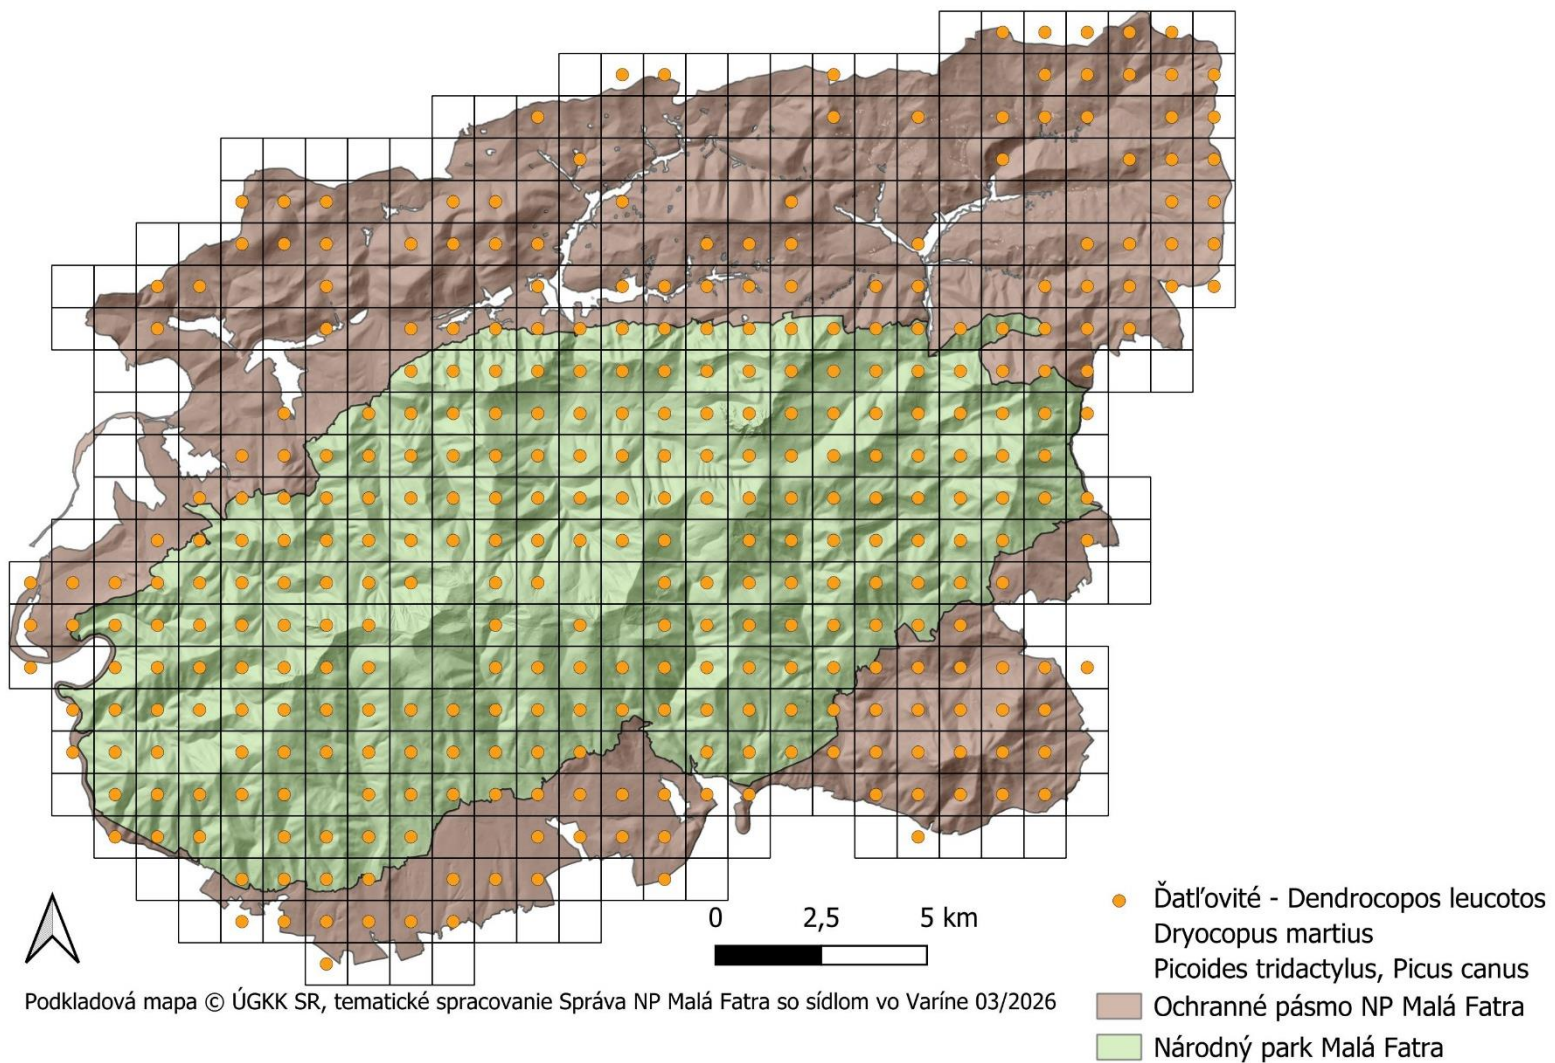 0 2,5 5 km
Ďatľovité - Dendrocopos leucotos
Dryocopus martius
Picoides tridactylus, Picus canus
Ochranné pásmo NP Malá Fatra
Národný park Malá Fatra
Podkladová mapa © ÚGKK SR, tematické spracovanie Správa NP Malá Fatra so sídlom vo Varíne 03/2026